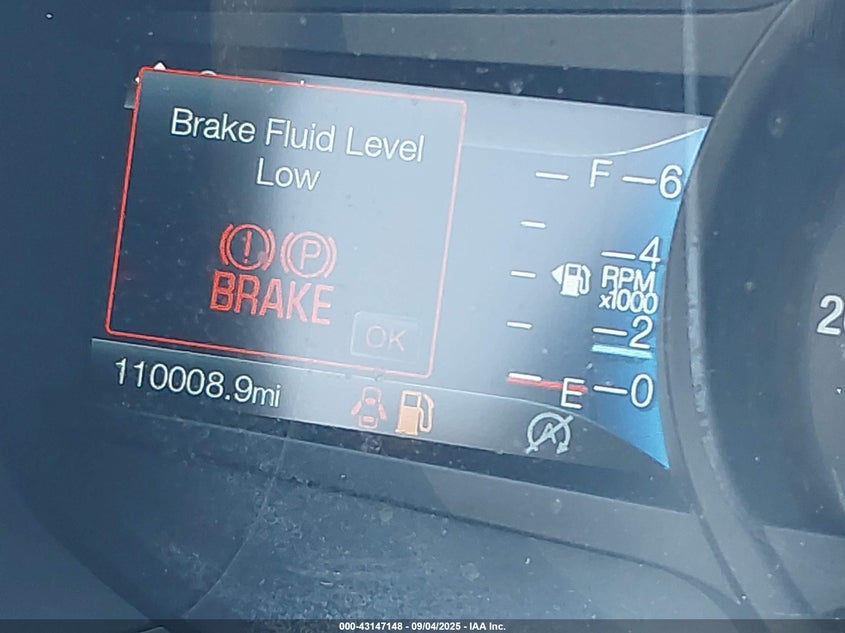 Brake Fluid Level
Low
(!) (P)
BRAKE
OK
110008.9mi
F
E
6
4
RPM
x1000
2
0
A
000-43147148 - 09/04/2025 - IAA Inc.